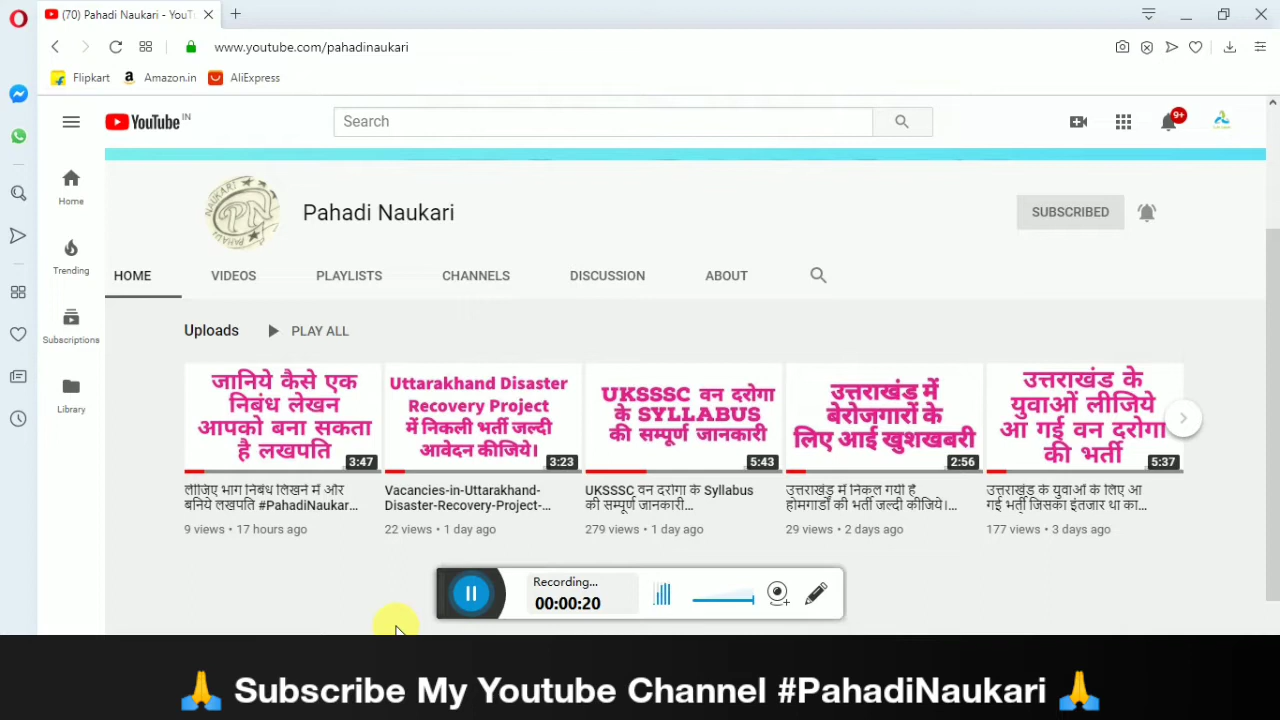 (70) Pahadi Naukari - YouT
www.youtube.com/pahadinaukari
Flipkart
Amazon.in
AliExpress
YouTube IN
Search
9+
Home
Trending
Subscriptions
Library
NAUKARI
PN
PAHADI
Pahadi Naukari
SUBSCRIBED
HOME
VIDEOS
PLAYLISTS
CHANNELS
DISCUSSION
ABOUT
Uploads
PLAY ALL
जानिये कैसे एक
निबंध लेखन
आपको बना सकता
है लखपति
3:47
लीजिए भाग निबंध लिखने में और
बनिये लखपति #PahadiNaukar...
9 views • 17 hours ago
Uttarakhand Disaster
Recovery Project
में निकली भर्ती जल्दी
आवेदन कीजिये।
3:23
Vacancies-in-Uttarakhand-
Disaster-Recovery-Project-...
22 views • 1 day ago
UKSSSC वन दरोगा
के SYLLABUS
की सम्पूर्ण जानकारी
5:43
UKSSSC वन दरोगा के Syllabus
की सम्पूर्ण जानकारी...
279 views • 1 day ago
उत्तराखंड में
बेरोजगारों के
लिए आई खुशखबरी
2:56
उत्तराखंड में निकल गयी है
होमगार्डों की भर्ती जल्दी कीजिये।...
29 views • 2 days ago
उत्तराखंड के
युवाओं लीजिये
आ गई वन दरोगा
की भर्ती
5:37
उत्तराखंड के युवाओं के लिए आ
गई भर्ती जिसका इंतजार था का...
177 views • 3 days ago
Recording...
00:00:20
🙏 Subscribe My Youtube Channel #PahadiNaukari 🙏